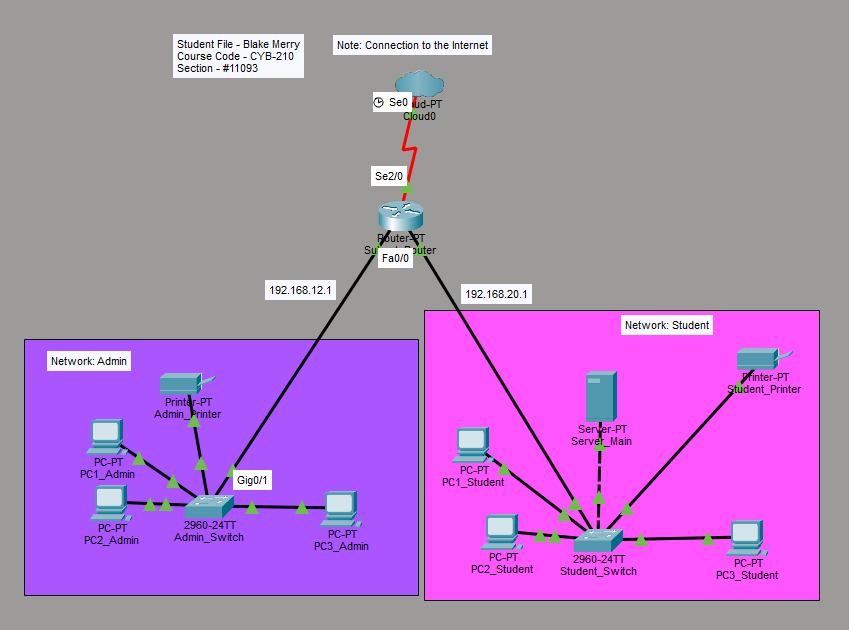 Student File - Blake Merry
Course Code - CYB-210
Section - #11093
Note: Connection to the Internet
Se0
ud-PT
Cloud0
Se2/0
Router-PT
Fa0/0
192.168.12.1
192.168.20.1
Network: Admin
Network: Student
Printer-PT
Admin_Printer
PC-PT
PC1_Admin
PC-PT
PC2_Admin
Gig0/1
2960-24TT
Admin_Switch
PC-PT
PC3_Admin
Printer-PT
Student_Printer
Server-PT
Server_Main
PC-PT
PC1_Student
PC-PT
PC2_Student
2960-24TT
Student_Switch
PC-PT
PC3_Student